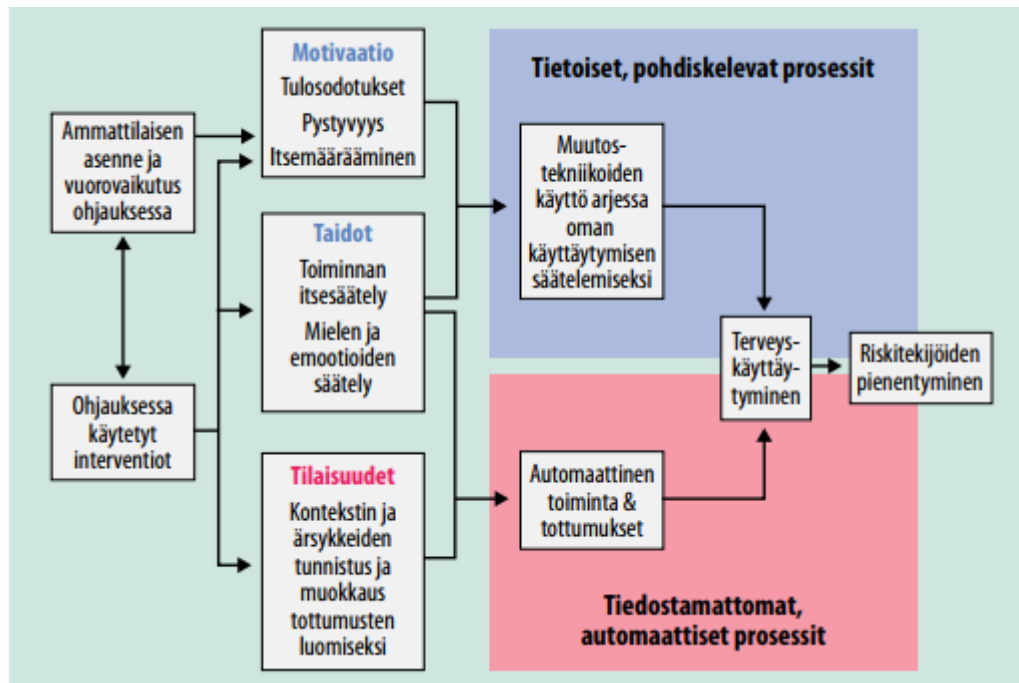 Ammattilaisen
asenne ja
vuorovaikutus
ohjauksessa
Ohjauksessa
käytetyt
interventiot
Motivaatio
Tulosodotukset
Pystyvyys
Itsemäärääminen
Taidot
Toiminnan
itsesäätely
Mielen ja
emootioiden
säätely
Tilaisuudet
Kontekstin ja
ärsykkeiden
tunnistus ja
muokkaus
tottumusten
luomiseksi
Tietoiset, pohdiskelevat prosessit
Muutos-
tekniikoiden
käyttö arjessa
oman
käyttäytymisen
säätelemiseksi
Automaattinen
toiminta &
tottumukset
Tiedostamattomat,
automaattiset prosessit
Terveys-
käyttäy-
tyminen
Riskitekijöiden
pienentyminen